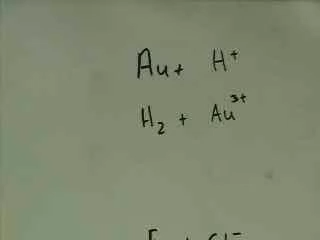 Au + H⁺
H₂ + Au³⁺